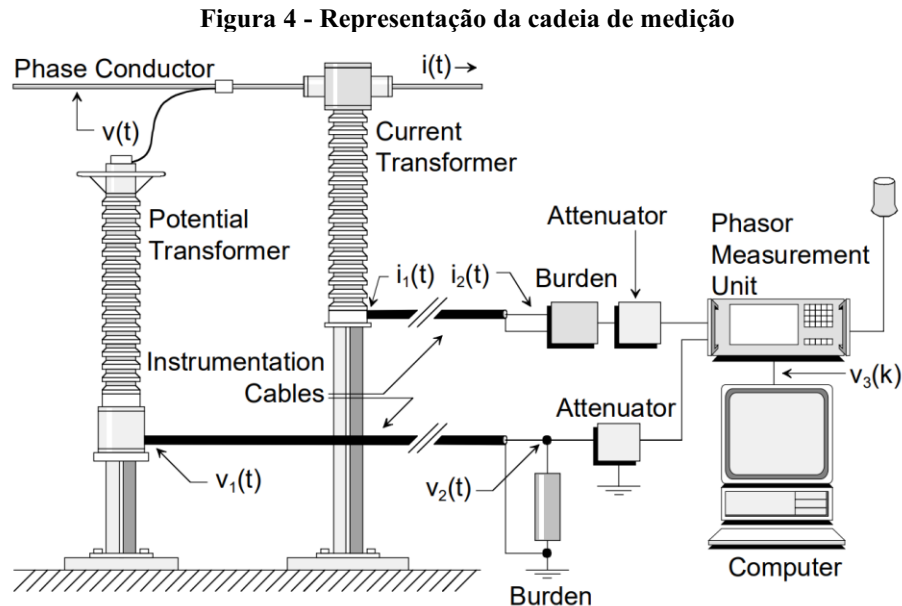 Figura 4 - Representação da cadeia de medição
Phase Conductor
i(t)
v(t)
Current
Transformer
Potential
Transformer
Attenuator
Phasor
Measurement
Unit
i1(t)
i2(t)
Burden
Instrumentation
Cables
v3(k)
Attenuator
v1(t)
v2(t)
Burden
Computer